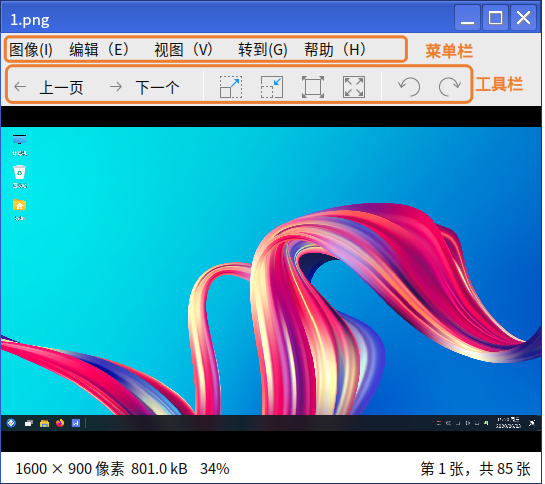 1.png
图像(I) 编辑（E） 视图（V） 转到(G) 帮助（H） 菜单栏
上一页 下一个 工具栏
1600 × 900 像素 801.0 kB 34% 第 1 张，共 85 张